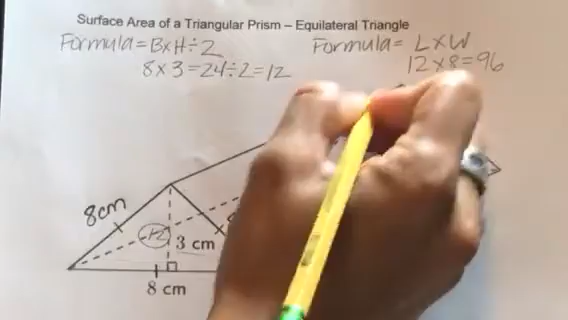 Surface Area of a Triangular Prism – Equilateral Triangle
Formula = B×H÷2
8×3=24÷2=12
Formula = L×W
12×8=96
8cm
12
3 cm
8 cm